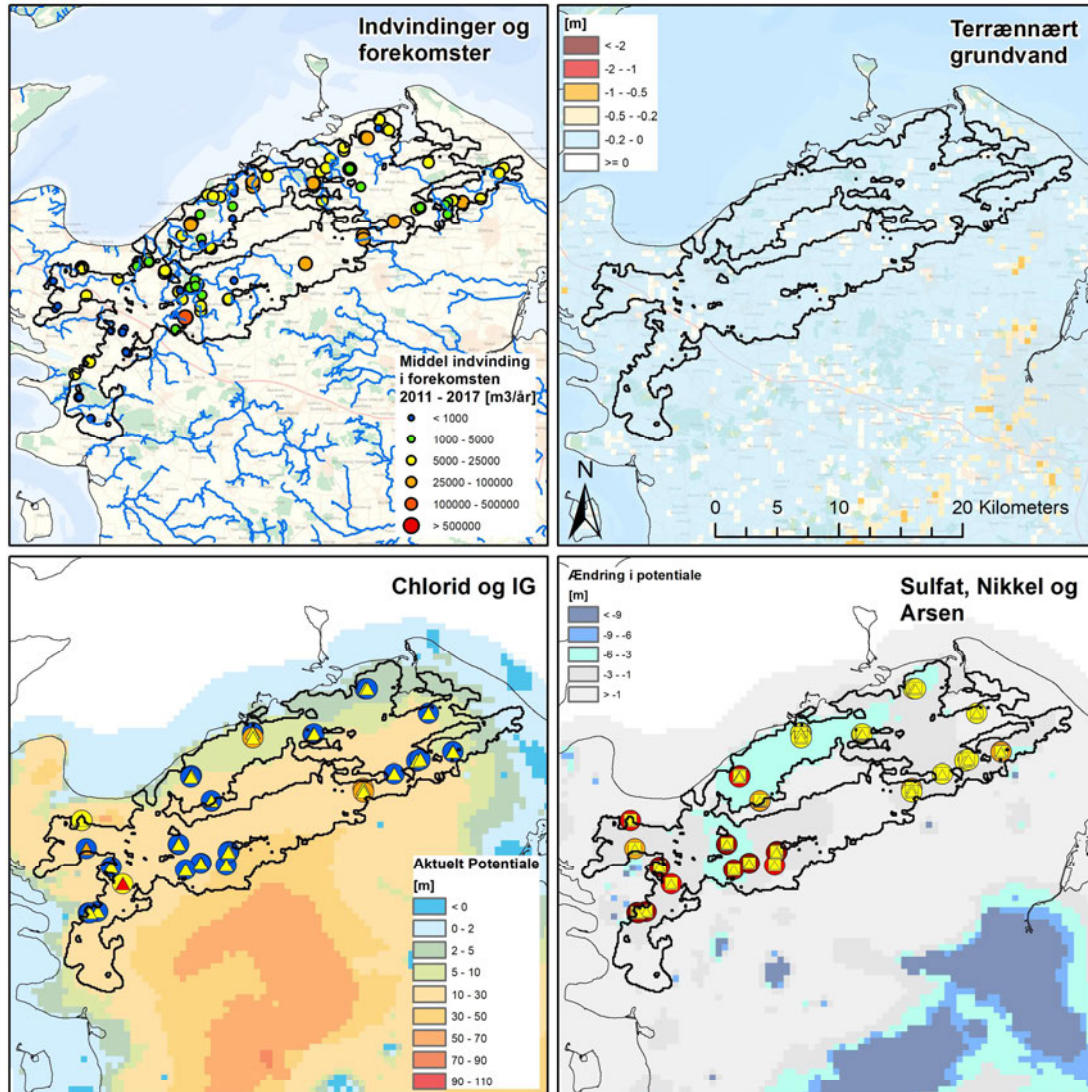 Indvindinger og
forekomster
Middel indvinding
i forekomsten
2011 - 2017 [m3/år]
< 1000
1000 - 5000
5000 - 25000
25000 - 100000
100000 - 500000
> 500000
[m]
< -2
-2 - -1
-1 - -0.5
-0.5 - -0.2
-0.2 - 0
>= 0
Terrænnært
grundvand
N
0 5 10 20 Kilometers
Chlorid og IG
Aktuelt Potentiale
[m]
< 0
0 - 2
2 - 5
5 - 10
10 - 30
30 - 50
50 - 70
70 - 90
90 - 110
Ændring i potentiale
[m]
< -9
-9 - -6
-6 - -3
-3 - -1
> -1
Sulfat, Nikkel og
Arsen